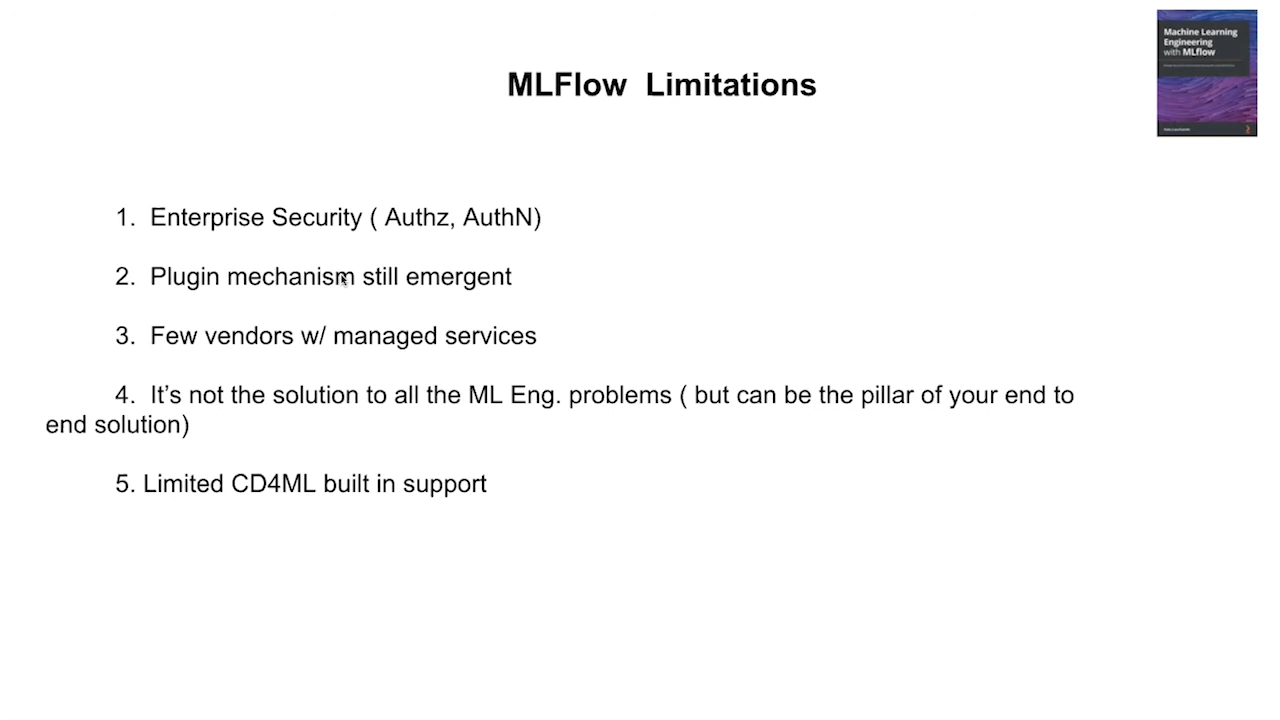 Machine Learning
Engineering
with MLflow
MLFlow Limitations
1. Enterprise Security ( Authz, AuthN)
2. Plugin mechanism still emergent
3. Few vendors w/ managed services
4. It’s not the solution to all the ML Eng. problems ( but can be the pillar of your end to
end solution)
5. Limited CD4ML built in support